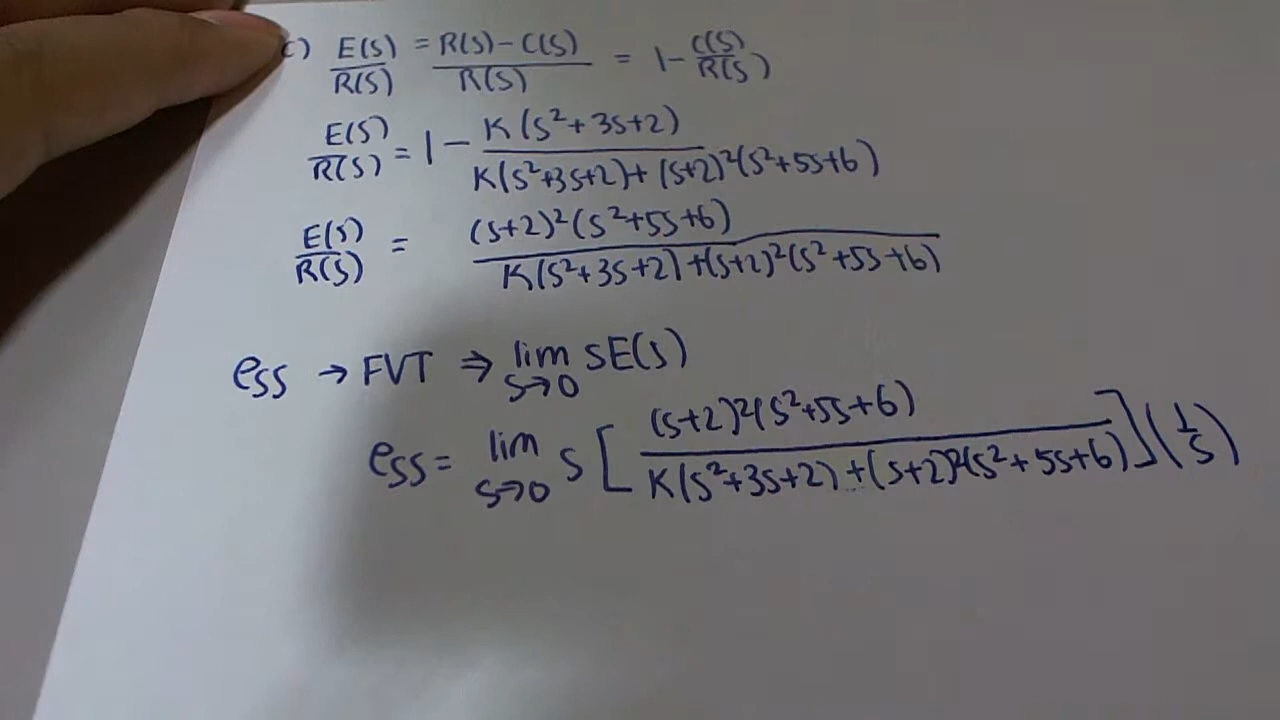 c) E(S)/R(S) = R(S)-C(S)/R(S) = 1 - C(S)/R(S)
E(S)/R(S) = 1 - K(S²+3S+2)/K(S²+3S+2)+(S+2)²(S²+5S+6)
E(S)/R(S) = (S+2)²(S²+5S+6)/K(S²+3S+2)+(S+2)²(S²+5S+6)
ess → FVT ⇒ lim S→0 SE(S)
ess = lim S→0 S[(S+2)²(S²+5S+6)/K(S²+3S+2)+(S+2)²(S²+5S+6)](1/S)